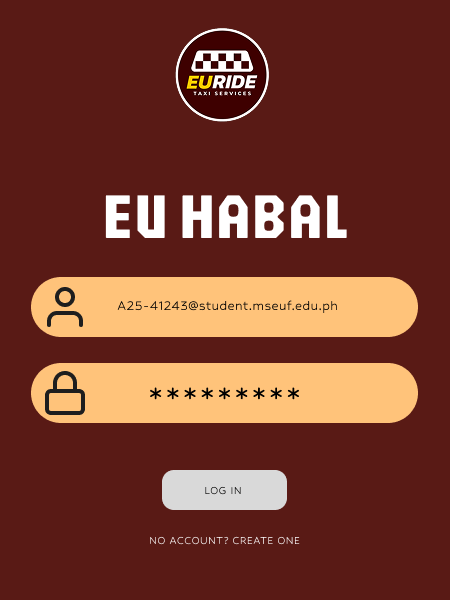 EURIDE
TAXI SERVICES
EU HABAL
A25-41243@student.mseuf.edu.ph
*********
LOG IN
NO ACCOUNT? CREATE ONE